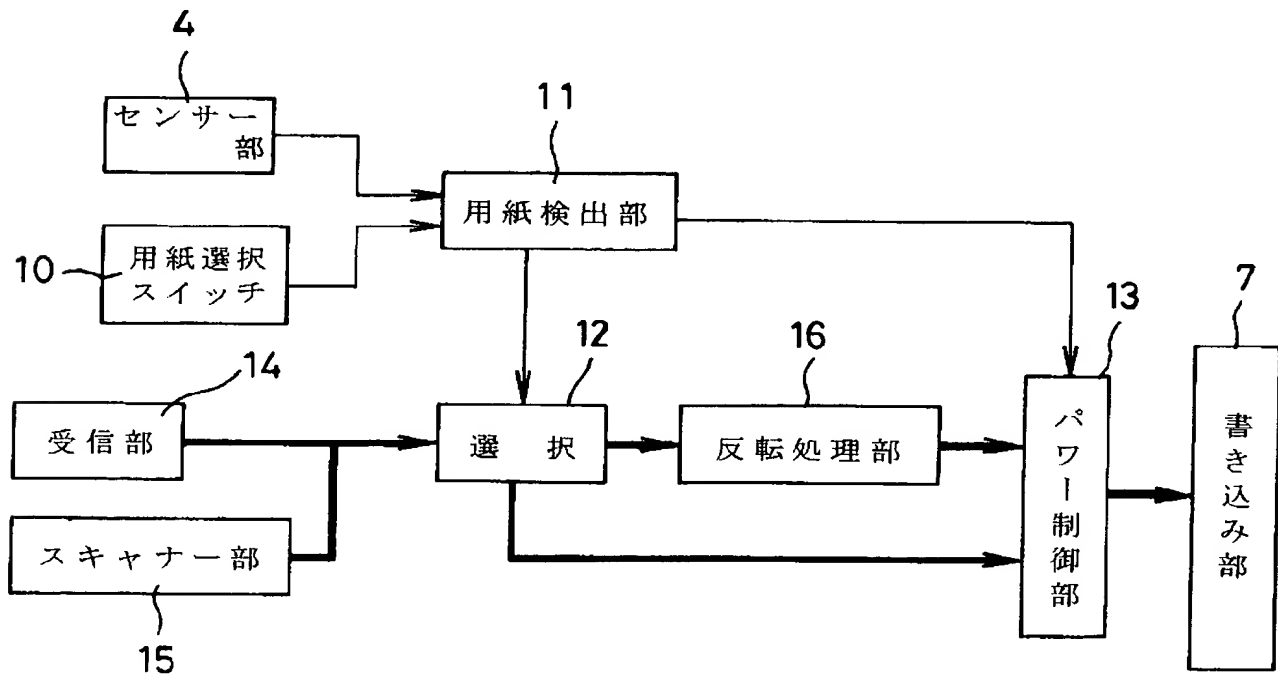 4
センサー
部
11
用紙検出部
10
用紙選択
スイッチ
14
受信部
12
選択
16
反転処理部
13
パワー制御部
7
書き込み部
スキャナー部
15